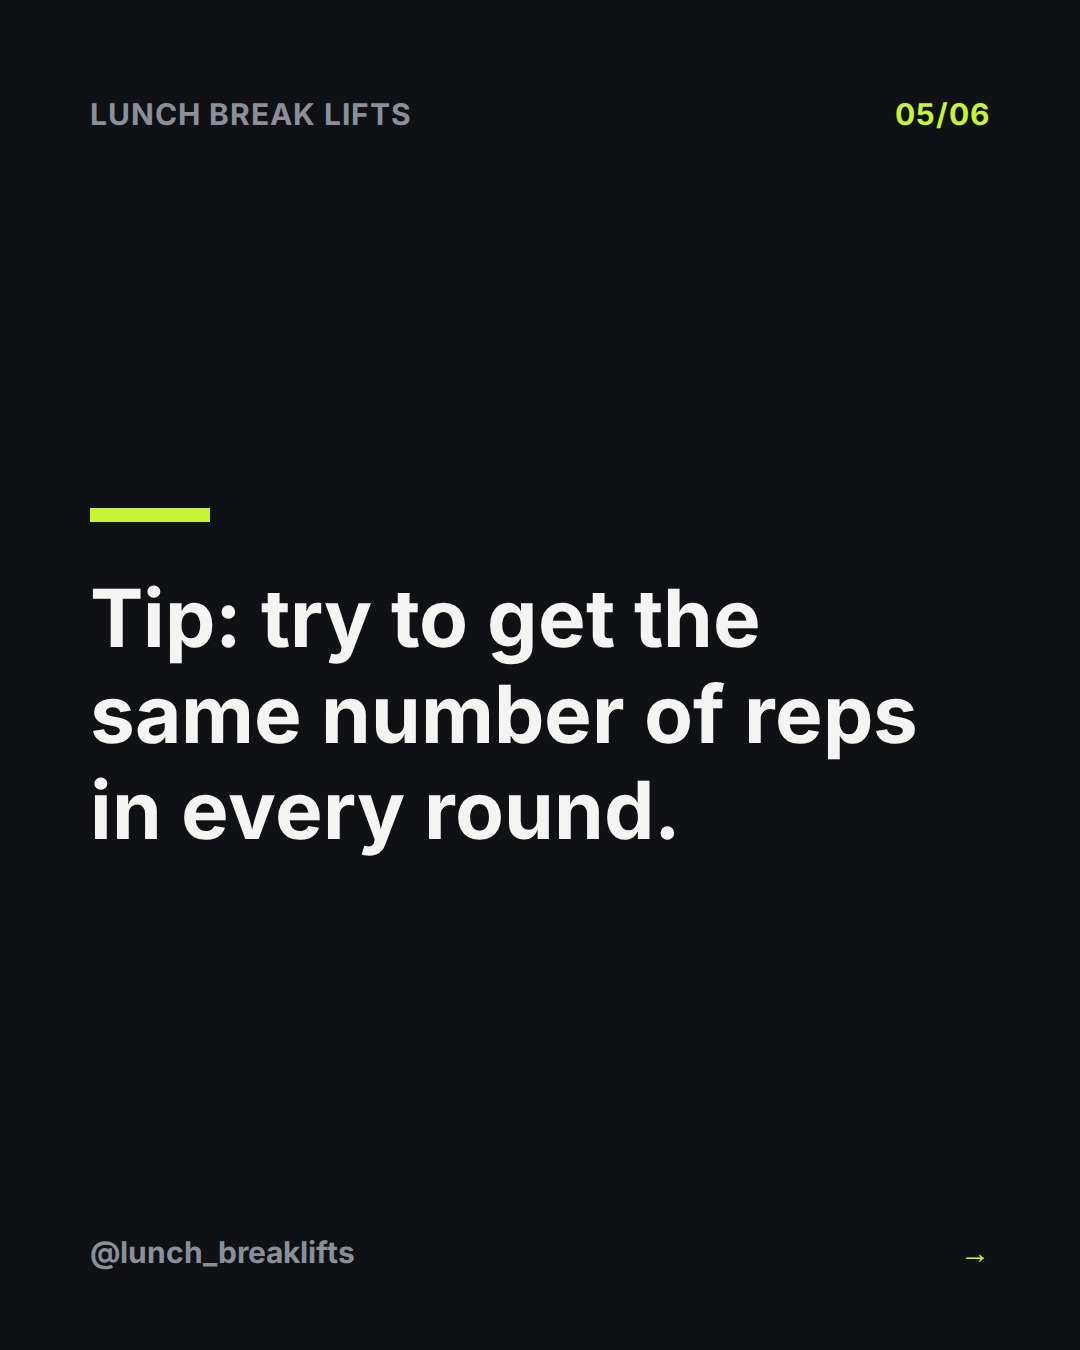 LUNCH BREAK LIFTS
05/06
Tip: try to get the
same number of reps
in every round.
@lunch_breaklifts
→